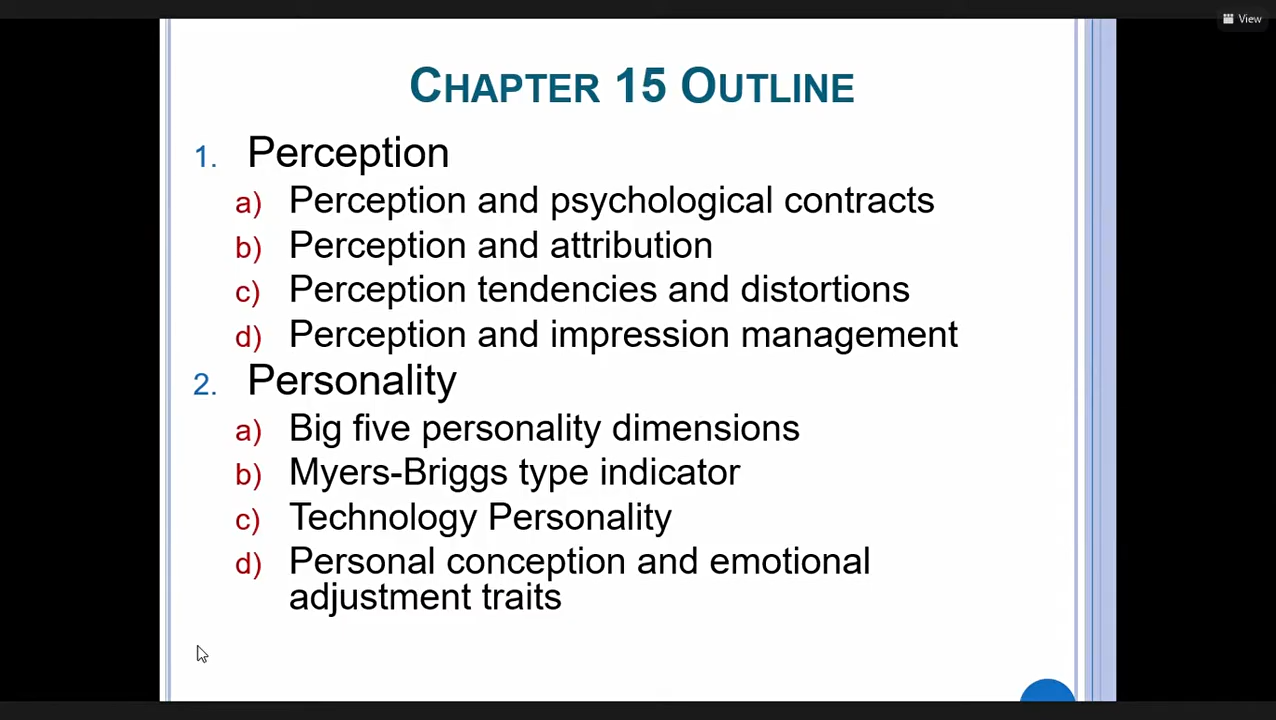 View
CHAPTER 15 OUTLINE
1. Perception
a) Perception and psychological contracts
b) Perception and attribution
c) Perception tendencies and distortions
d) Perception and impression management
2. Personality
a) Big five personality dimensions
b) Myers-Briggs type indicator
c) Technology Personality
d) Personal conception and emotional
adjustment traits